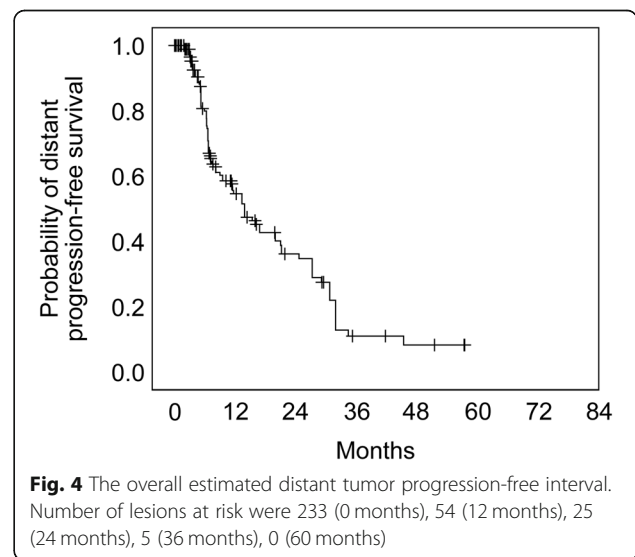 Probability of distant
progression-free survival
1.0
0.8
0.6
0.4
0.2
0.0
0 12 24 36 48 60 72 84
Months
Fig. 4 The overall estimated distant tumor progression-free interval.
Number of lesions at risk were 233 (0 months), 54 (12 months), 25
(24 months), 5 (36 months), 0 (60 months)